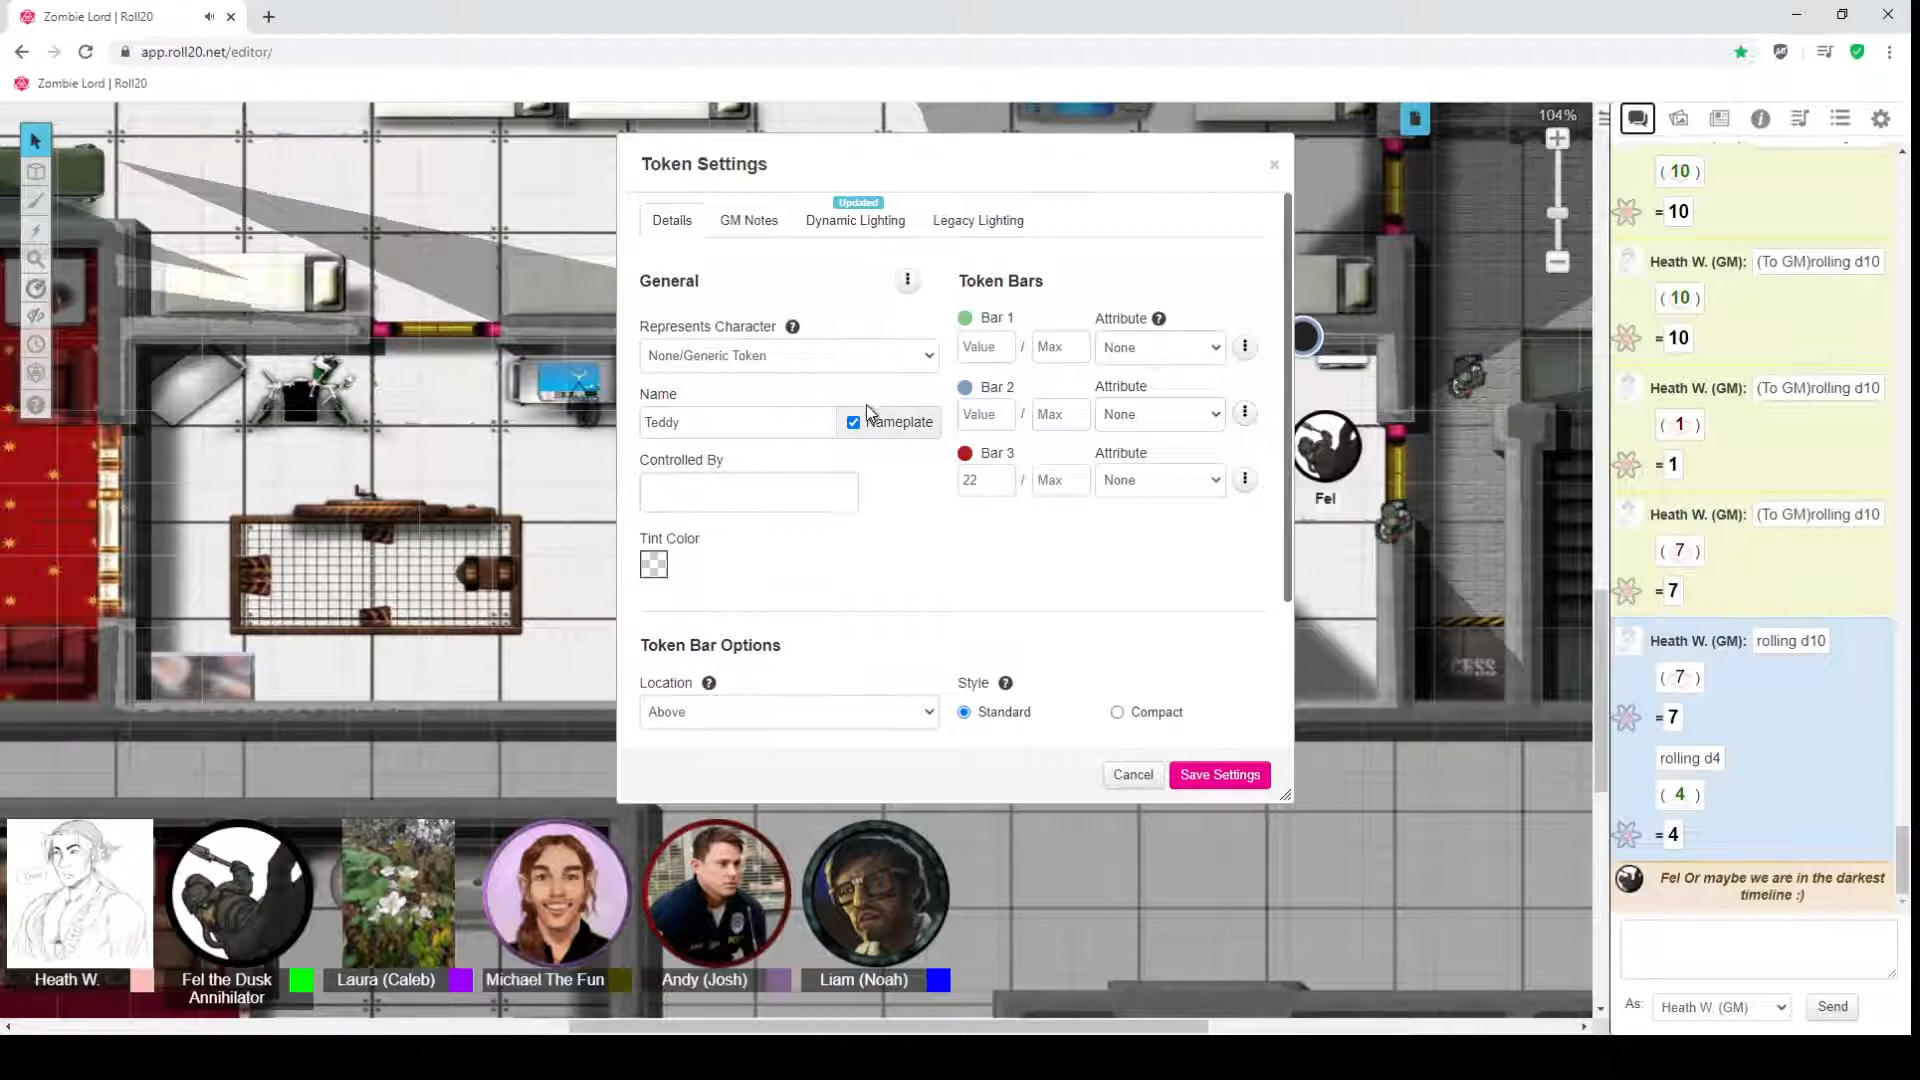 Zombie Lord | Roll20
app.roll20.net/editor/
Zombie Lord | Roll20
104%
Token Settings
Updated
Details
GM Notes
Dynamic Lighting
Legacy Lighting
General
Token Bars
Represents Character
None/Generic Token
Bar 1
Attribute
Value / Max
None
Name
Teddy
Nameplate
Bar 2
Attribute
Value / Max
None
Controlled By
Bar 3
Attribute
22 / Max
None
Tint Color
Token Bar Options
Location
Above
Style
Standard
Compact
Cancel
Save Settings
Fel
(10)
=10
Heath W. (GM): (To GM)rolling d10
(10)
=10
Heath W. (GM): (To GM)rolling d10
(1)
=1
Heath W. (GM): (To GM)rolling d10
(7)
=7
Heath W. (GM): rolling d10
(7)
=7
rolling d4
(4)
=4
Fel Or maybe we are in the darkest
timeline :)
As: Heath W. (GM)
Send
Heath W.
Fel the Dusk
Annihilator
Laura (Caleb)
Michael The Fun
Andy (Josh)
Liam (Noah)